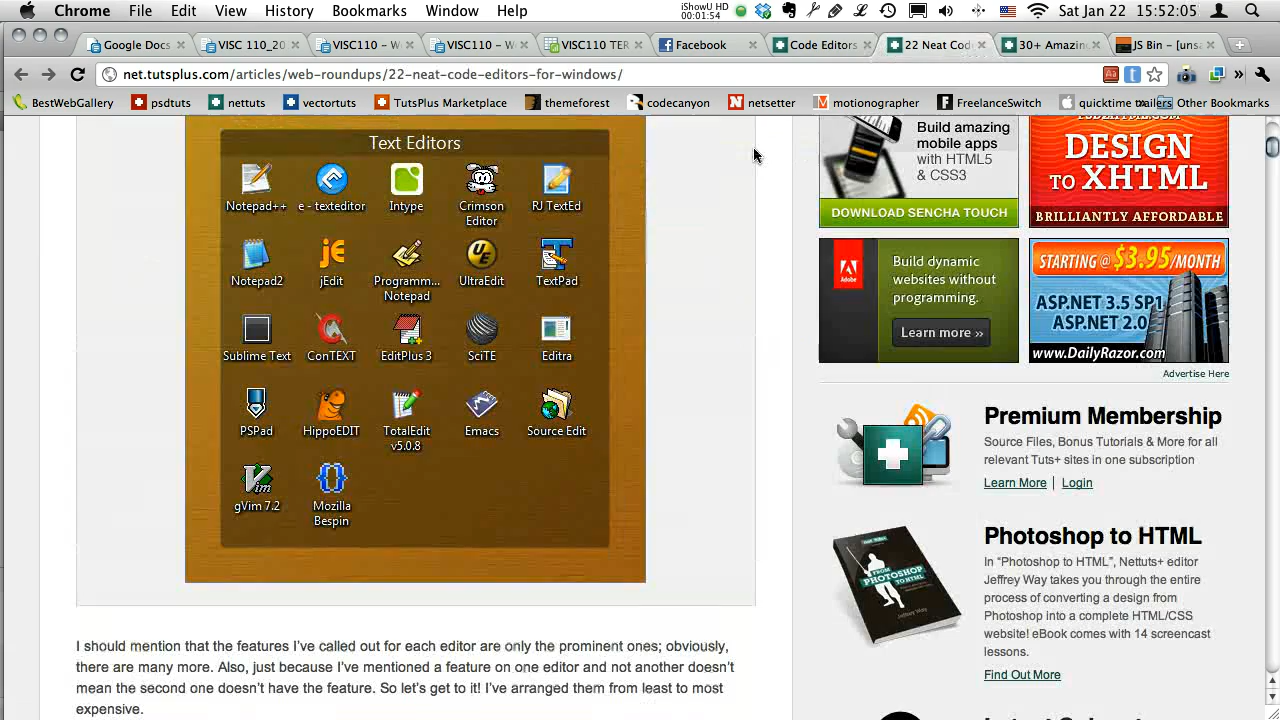 Chrome File Edit View History Bookmarks Window Help
iShowU HD
00:01:54
Sat Jan 22 15:52:05
Google Docs
VISC 110_20
VISC110 – W
VISC110 – W
VISC110 TER
Facebook
Code Editors
22 Neat Cod
30+ Amazin
JS Bin – [uns
net.tutsplus.com/articles/web-roundups/22-neat-code-editors-for-windows/
BestWebGallery
psdtuts
nettuts
vectortuts
TutsPlus Marketplace
themeforest
codecanyon
netsetter
motionographer
FreelanceSwitch
quicktime trailers
»
Other Bookmarks
Text Editors
Notepad++
e - texteditor
Intype
Crimson
Editor
RJ TextEd
Notepad2
jEdit
Programm...
Notepad
UltraEdit
TextPad
Sublime Text
ConTEXT
EditPlus 3
SciTE
Editra
PSPad
HippoEDIT
TotalEdit
v5.0.8
Emacs
Source Edit
gVim 7.2
Mozilla
Bespin
I should mention that the features I've called out for each editor are only the prominent ones; obviously,
there are many more. Also, just because I've mentioned a feature on one editor and not another doesn't
mean the second one doesn't have the feature. So let's get to it! I've arranged them from least to most
expensive.
Build amazing
mobile apps
with HTML5
& CSS3
DOWNLOAD SENCHA TOUCH
DESIGN
TO XHTML
BRILLIANTLY AFFORDABLE
Adobe
Build dynamic
websites without
programming.
Learn more »
STARTING @ $3.95/MONTH
ASP.NET 3.5 SP1
ASP.NET 2.0
www.DailyRazor.com
Advertise Here
Premium Membership
Source Files, Bonus Tutorials & More for all
relevant Tuts+ sites in one subscription
Learn More | Login
Photoshop to HTML
In “Photoshop to HTML”, Nettuts+ editor
Jeffrey Way takes you through the entire
process of converting a design from
Photoshop into a complete HTML/CSS
website! eBook comes with 14 screencast
lessons.
Find Out More
FROM
PHOTOSHOP
TO HTML
Jeffrey Way